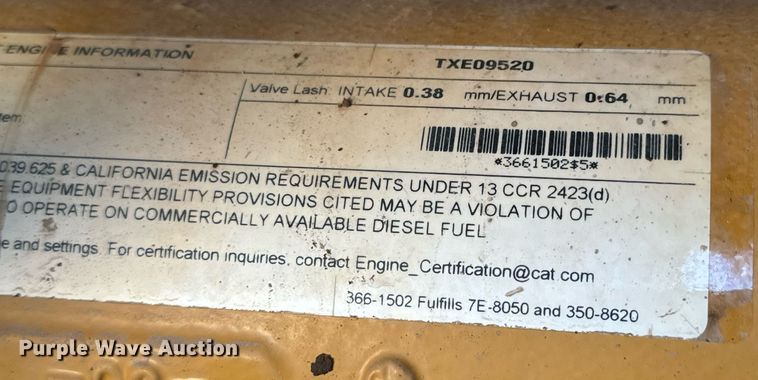 ENGINE INFORMATION TXE09520
Valve Lash INTAKE 0.38 mm/EXHAUST 0.64 mm
*3661502$5*
039.625 & CALIFORNIA EMISSION REQUIREMENTS UNDER 13 CCR 2423(d).
EQUIPMENT FLEXIBILITY PROVISIONS CITED MAY BE A VIOLATION OF
O OPERATE ON COMMERCIALLY AVAILABLE DIESEL FUEL
e and settings. For certification inquiries, contact Engine_Certification@cat com
366-1502 Fulfills 7E-8050 and 350-8620
Purple Wave Auction